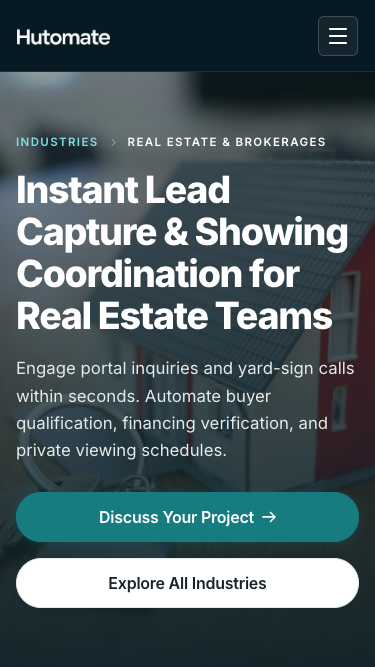 Hutomate
INDUSTRIES > REAL ESTATE & BROKERAGES
Instant Lead
Capture & Showing
Coordination for
Real Estate Teams
Engage portal inquiries and yard-sign calls
within seconds. Automate buyer
qualification, financing verification, and
private viewing schedules.
Discuss Your Project →
Explore All Industries